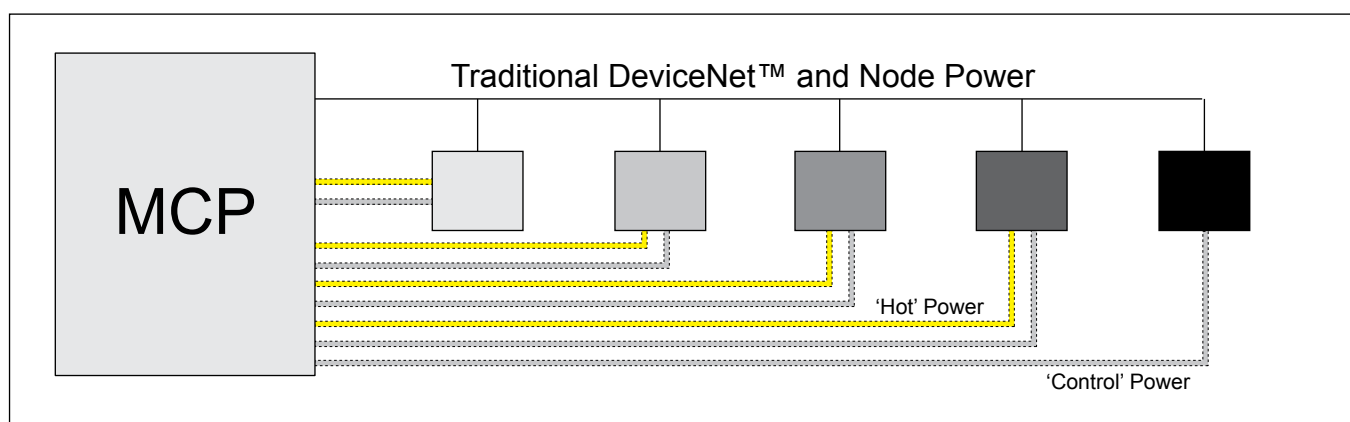 Traditional DeviceNet™ and Node Power
MCP
‘Hot’ Power
‘Control’ Power